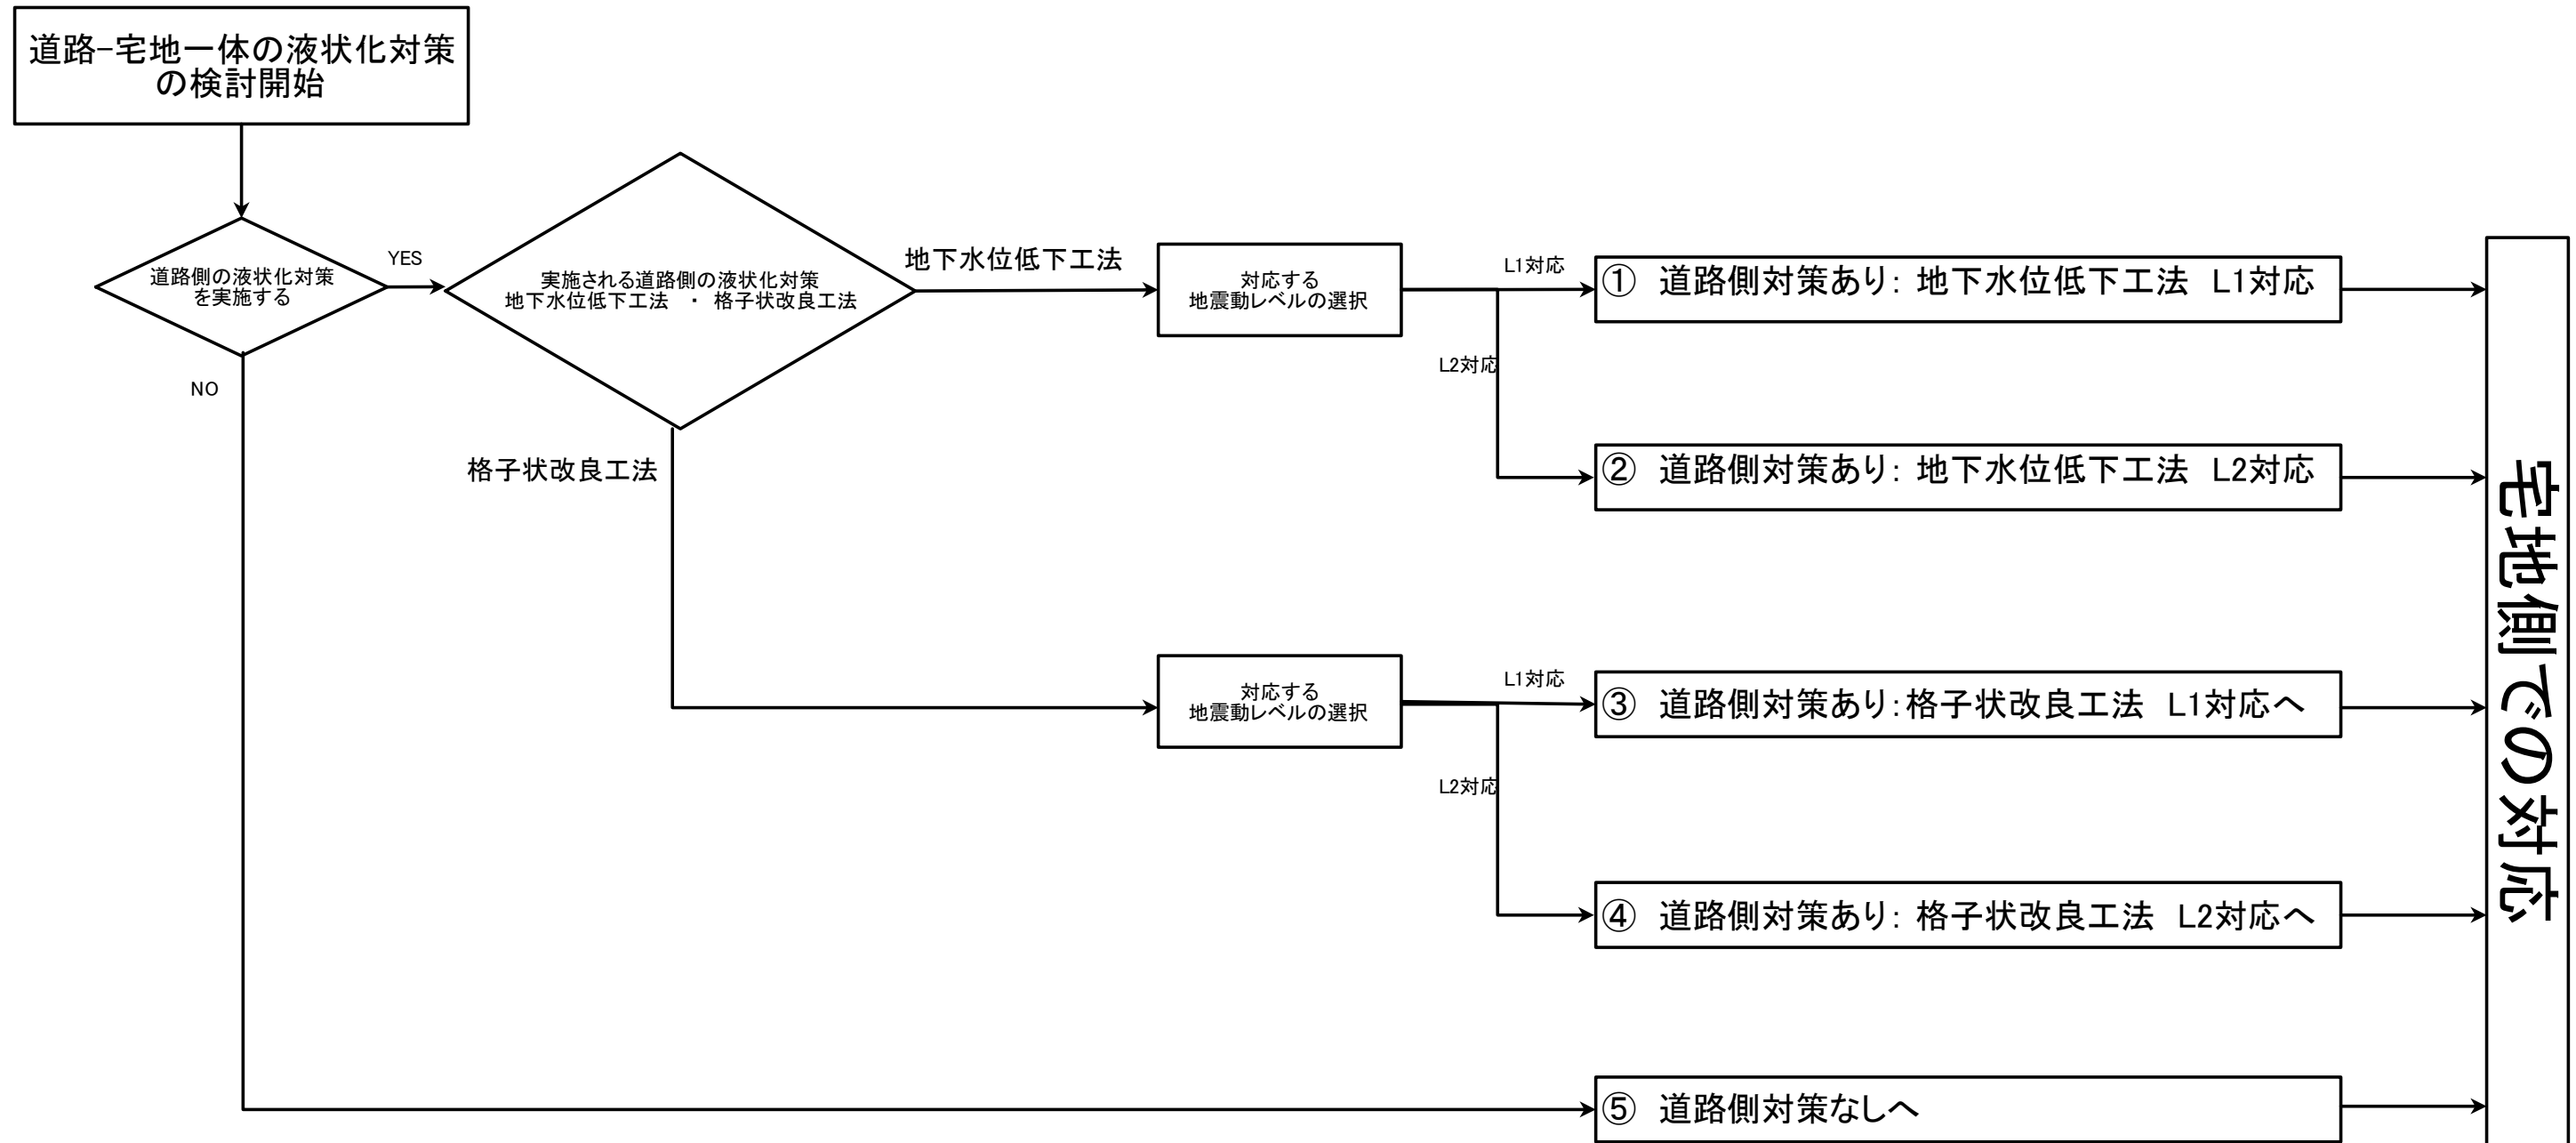 道路-宅地一体の液状化対策
の検討開始
道路側の液状化対策
を実施する
YES
NO
実施される道路側の液状化対策
地下水位低下工法 ・ 格子状改良工法
地下水位低下工法
格子状改良工法
対応する
地震動レベルの選択
L1対応
L2対応
① 道路側対策あり: 地下水位低下工法 L1対応
② 道路側対策あり: 地下水位低下工法 L2対応
対応する
地震動レベルの選択
L1対応
L2対応
③ 道路側対策あり:格子状改良工法 L1対応へ
④ 道路側対策あり: 格子状改良工法 L2対応へ
⑤ 道路側対策なしへ
宅地側での対応